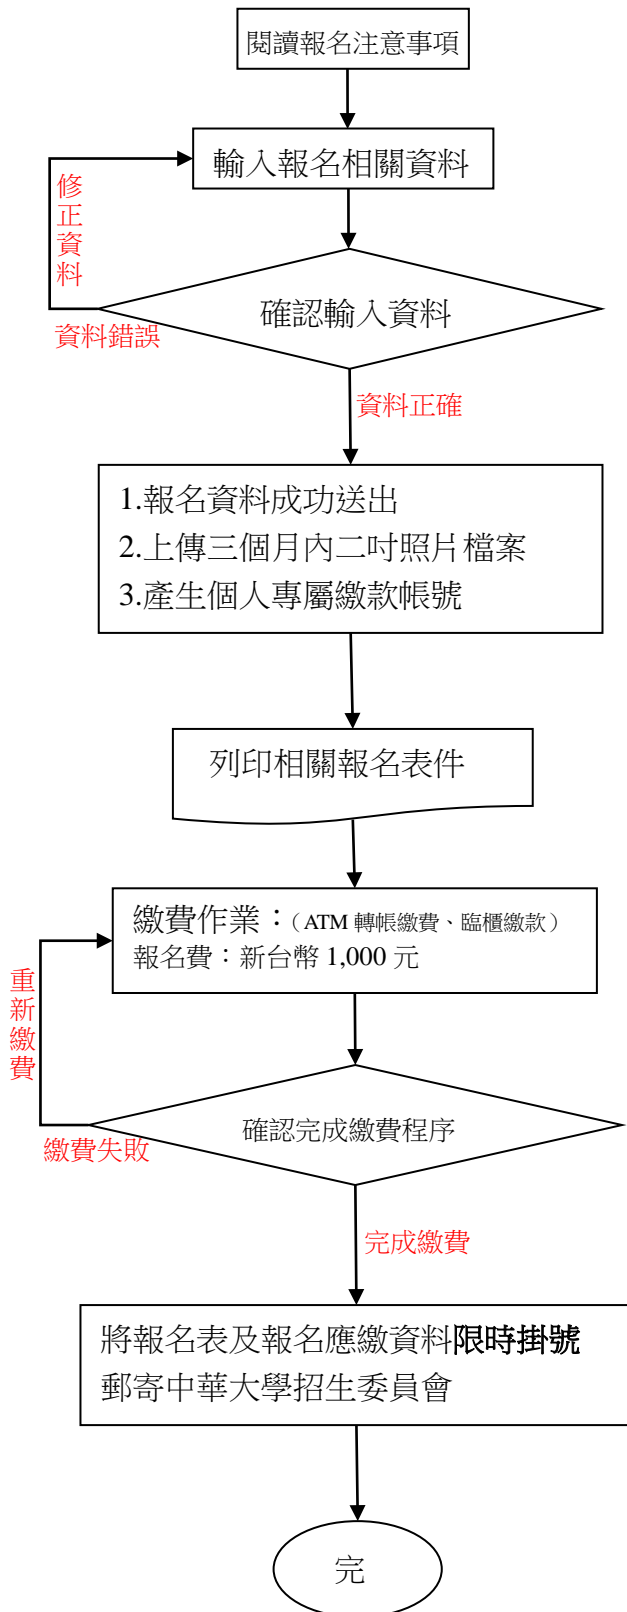 閱讀報名注意事項
輸入報名相關資料
修正資料
確認輸入資料
資料錯誤
資料正確
1.報名資料成功送出
2.上傳三個月內二吋照片檔案
3.產生個人專屬繳款帳號
列印相關報名表件
繳費作業：（ATM 轉帳繳費、臨櫃繳款）
報名費：新台幣 1,000 元
重新繳費
確認完成繳費程序
繳費失敗
完成繳費
將報名表及報名應繳資料限時掛號
郵寄中華大學招生委員會
完